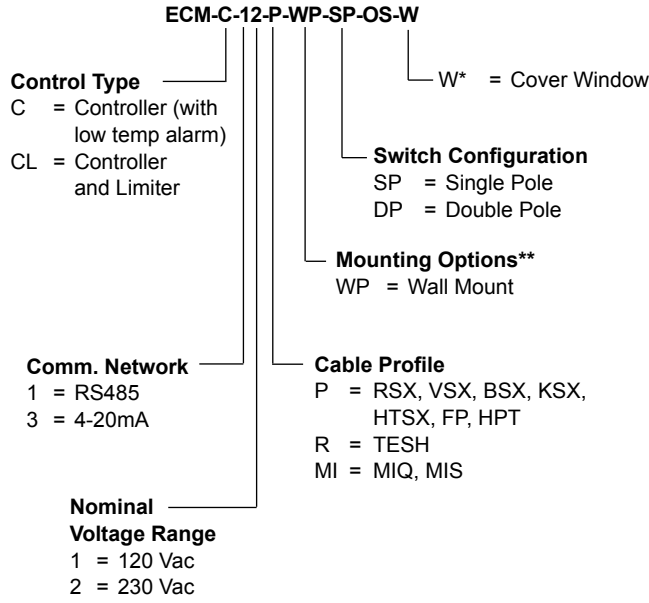 ECM-C-12-P-WP-SP-OS-W
Control Type
C = Controller (with
low temp alarm)
CL = Controller
and Limiter
W* = Cover Window
Switch Configuration
SP = Single Pole
DP = Double Pole
Mounting Options**
WP = Wall Mount
Comm. Network
1 = RS485
3 = 4-20mA
Cable Profile
P = RSX, VSX, BSX, KSX,
HTSX, FP, HPT
R = TESH
MI = MIQ, MIS
Nominal
Voltage Range
1 = 120 Vac
2 = 230 Vac